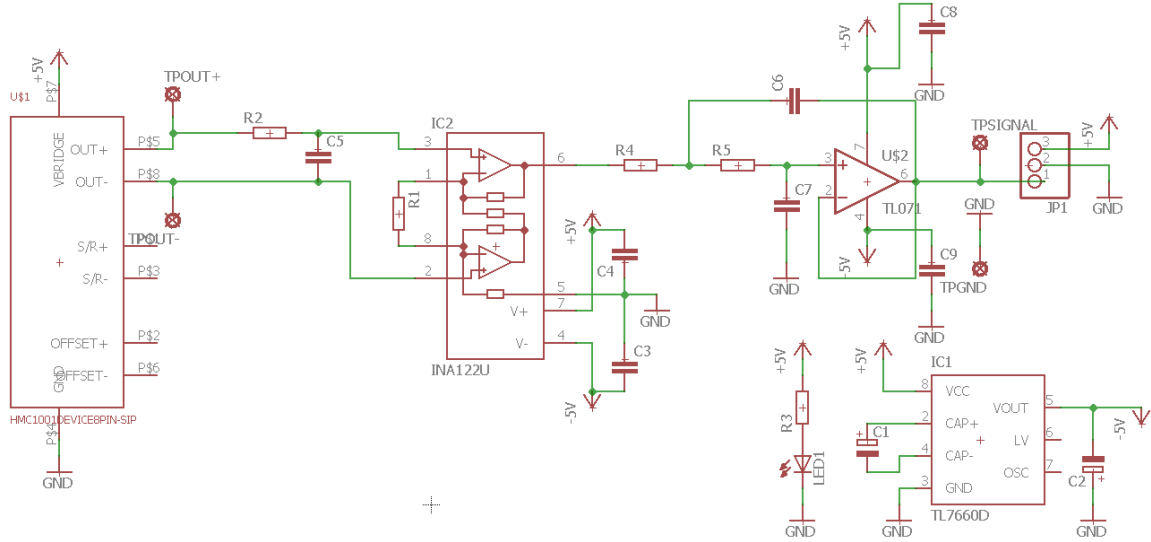 C8
+5V
+5V
U$1
P$7
TPOUT+
C6
GND
R2
C5
IC2
TPSIGNAL
+5V
VBRIDGE
OUT+
P$5
OUT-
P$8
3
6
R4
R5
3
7
U$2
3
2
1
1
R1
C7
2
4
6
TL071
GND
JP1
GND
TPOUT-
S/R+
S/R-
P$3
8
2
+5V
C4
-5V
C9
GND
TPGND
5
7
V+
GND
GND
OFFSET+
P$2
OFFSET-
P$6
GND
V-
4
C3
INA122U
+5V
+5V
IC1
-5V
HMC1001DEVICE8PIN-SIP
P$4
R3
8
VCC
VOUT
5
-5V
C1
+
2
CAP+
LV
6
4
CAP-
OSC
7
LED1
3
GND
C2
+
GND
GND
GND
TL7660D
GND